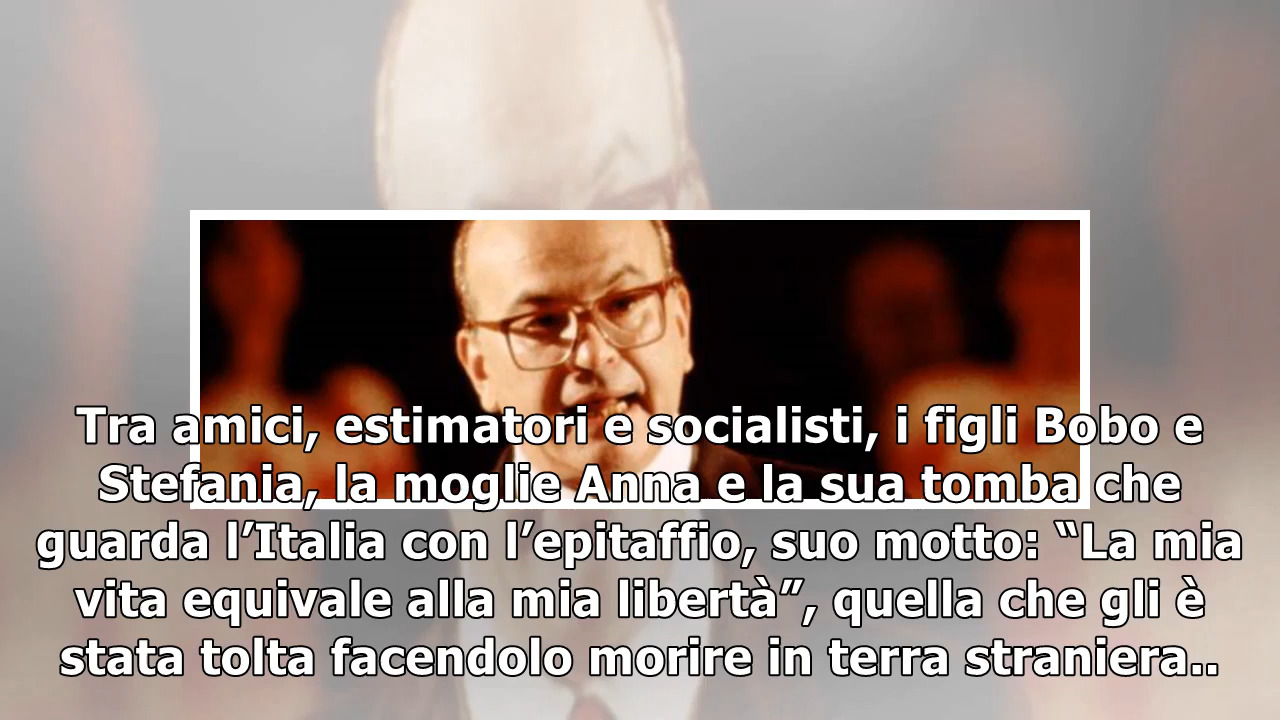 Tra amici, estimatori e socialisti, i figli Bobo e
Stefania, la moglie Anna e la sua tomba che
guarda l’Italia con l’epitaffio, suo motto: “La mia
vita equivale alla mia libertà”, quella che gli è
stata tolta facendolo morire in terra straniera..